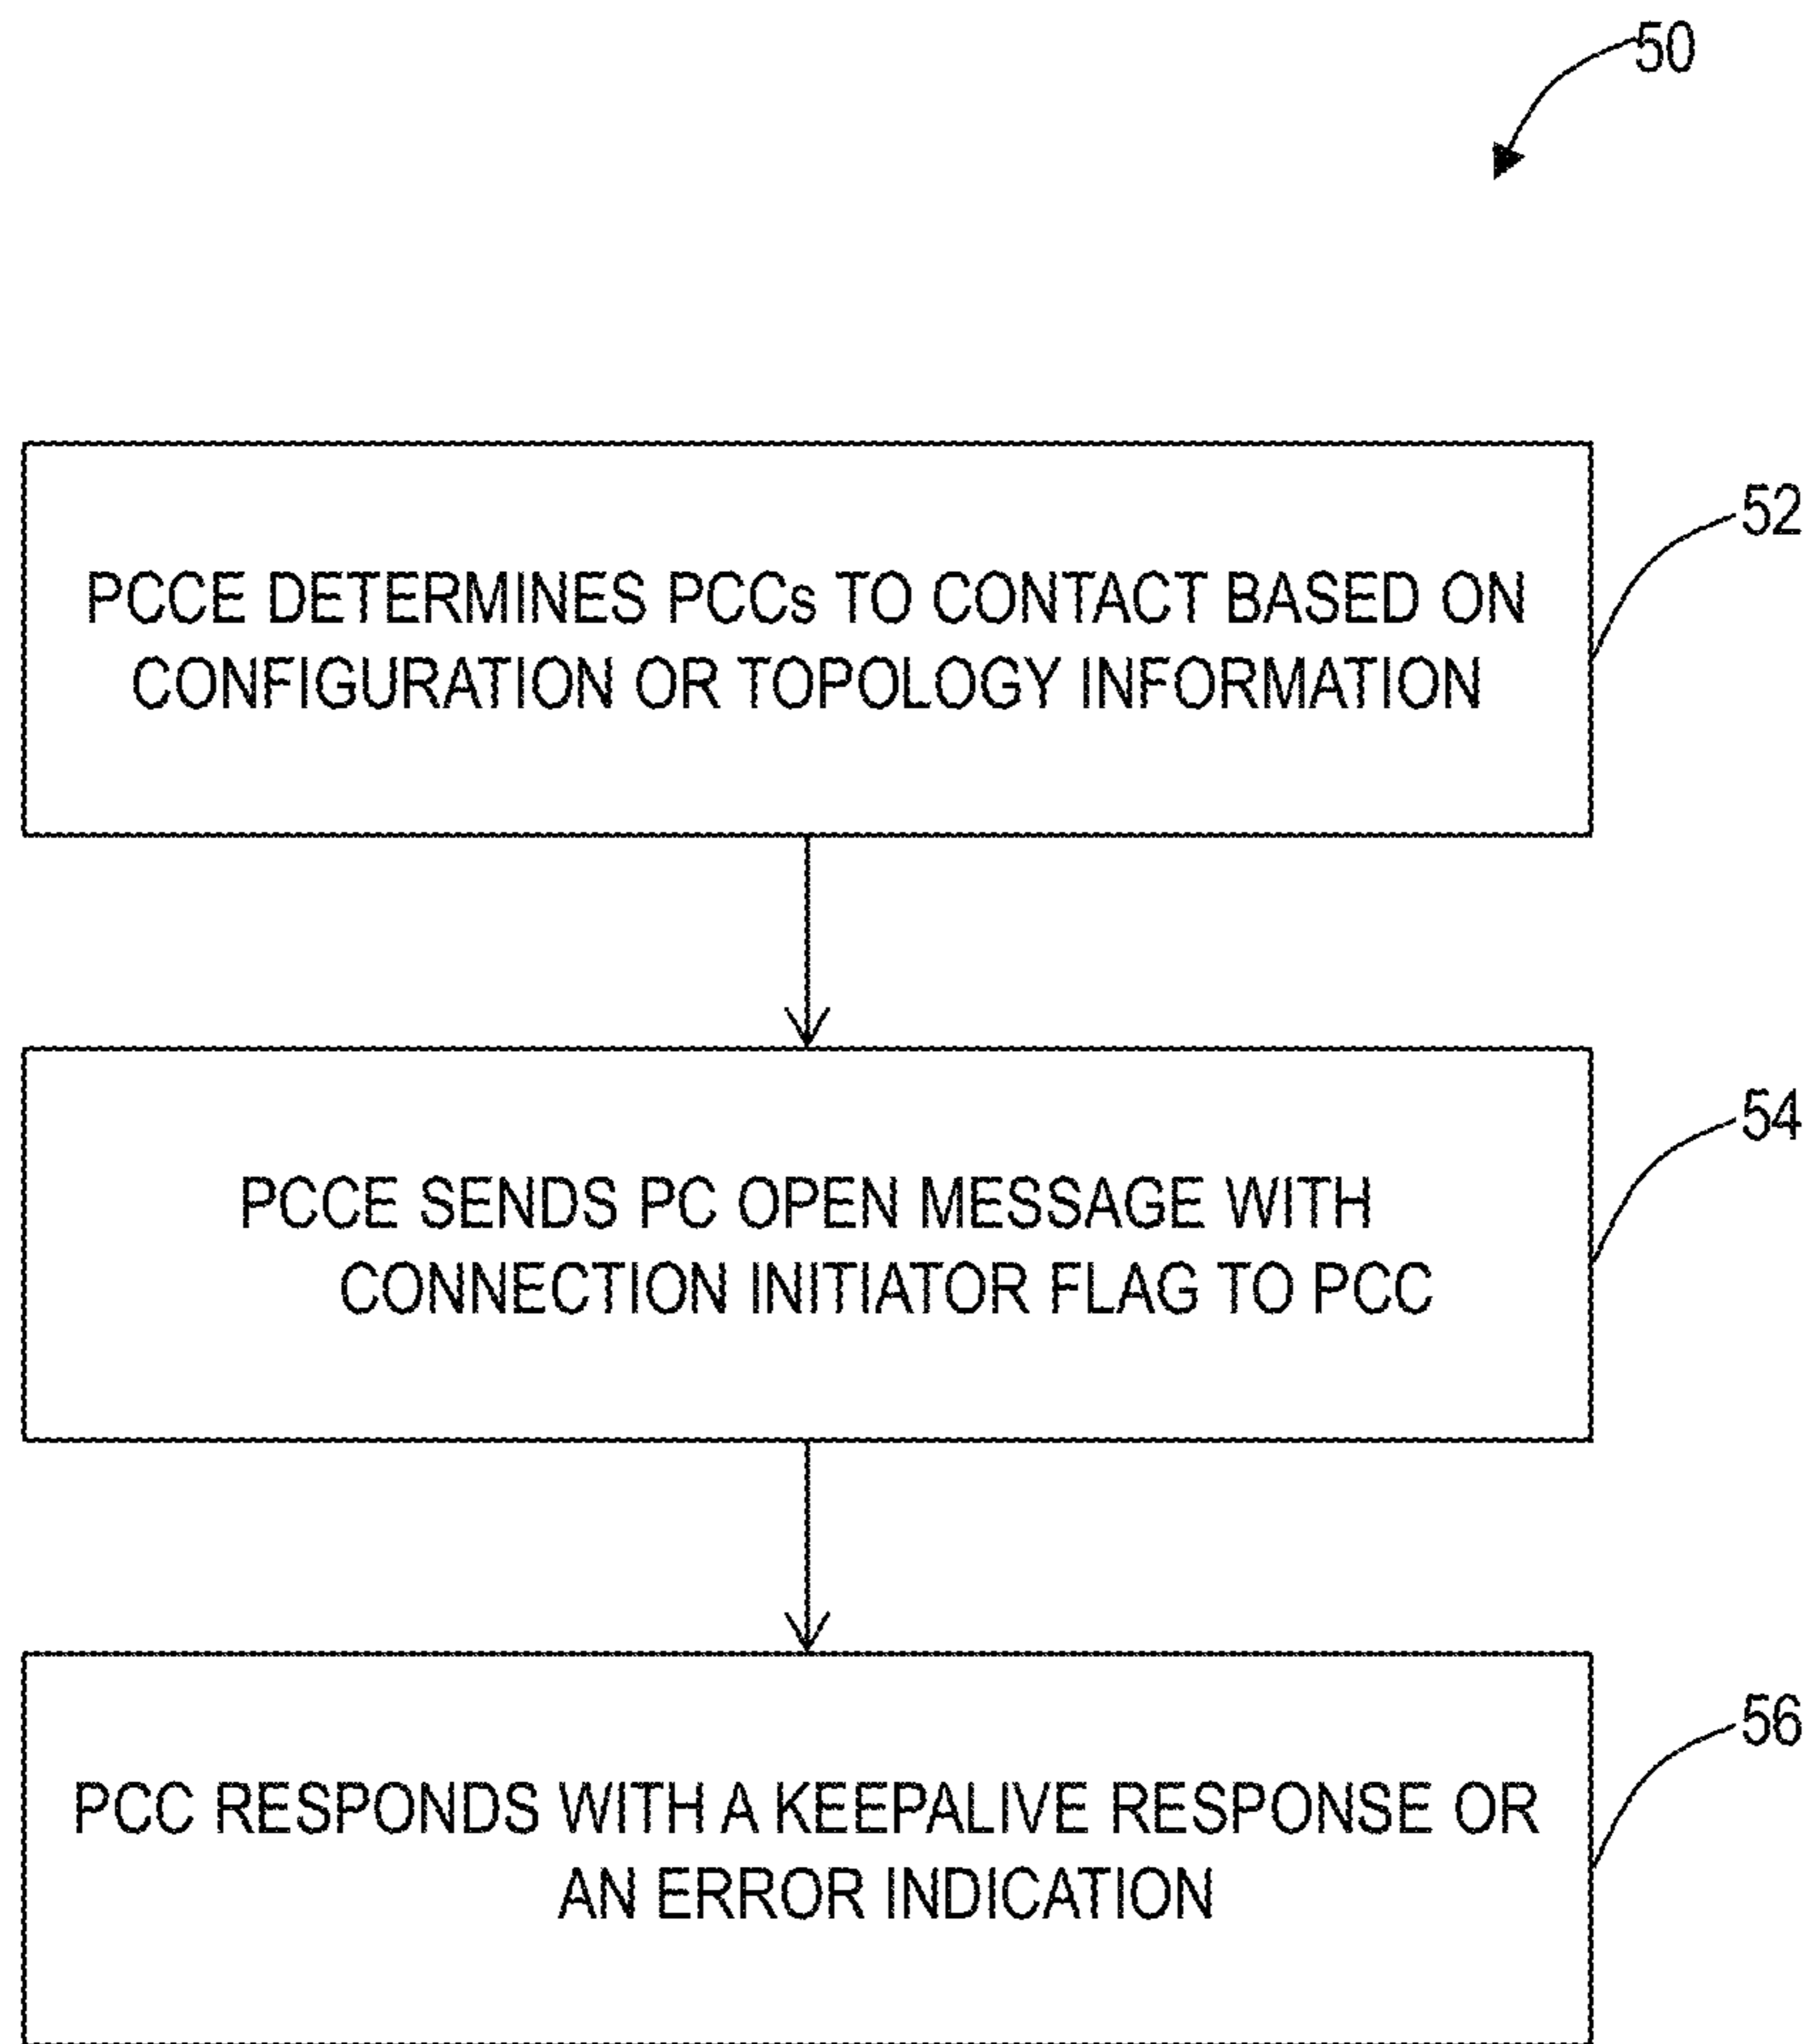 50
PCCE DETERMINES PCCs TO CONTACT BASED ON
CONFIGURATION OR TOPOLOGY INFORMATION
52
PCCE SENDS PC OPEN MESSAGE WITH
CONNECTION INITIATOR FLAG TO PCC
54
PCC RESPONDS WITH A KEEPALIVE RESPONSE OR
AN ERROR INDICATION
56